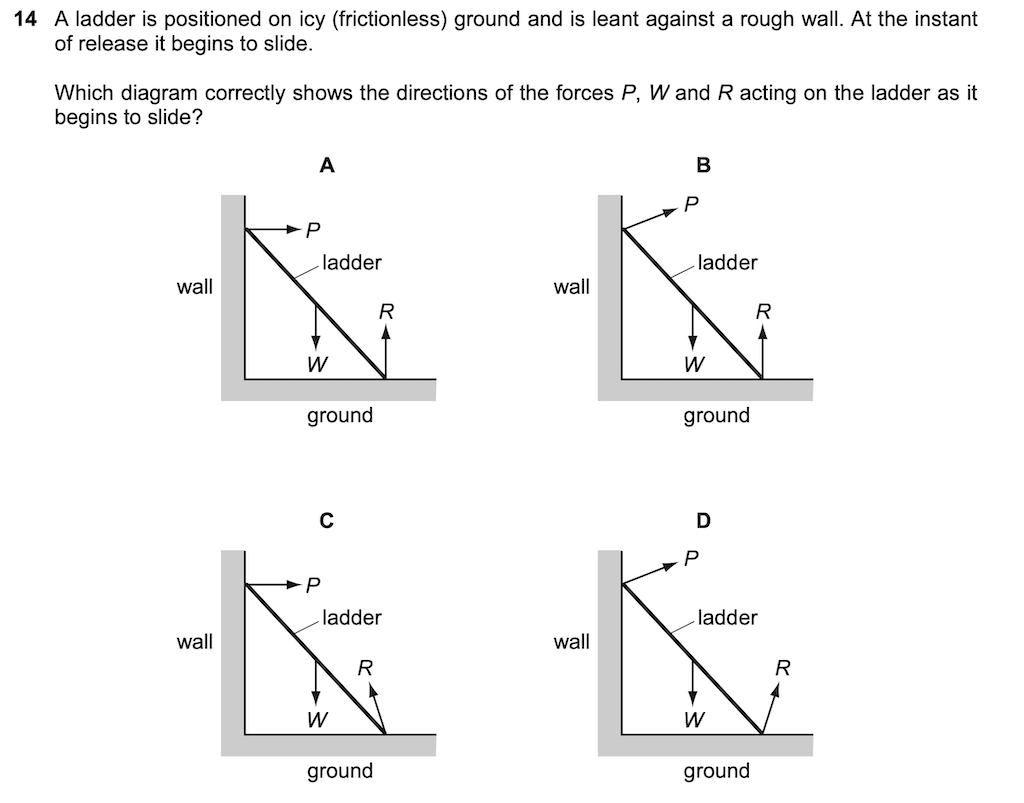 14 A ladder is positioned on icy (frictionless) ground and is leant against a rough wall. At the instant
of release it begins to slide.
Which diagram correctly shows the directions of the forces P, W and R acting on the ladder as it
begins to slide?
A
P
ladder
wall
R
W
ground
B
P
ladder
wall
R
W
ground
C
P
ladder
wall
R
W
ground
D
P
ladder
wall
R
W
ground